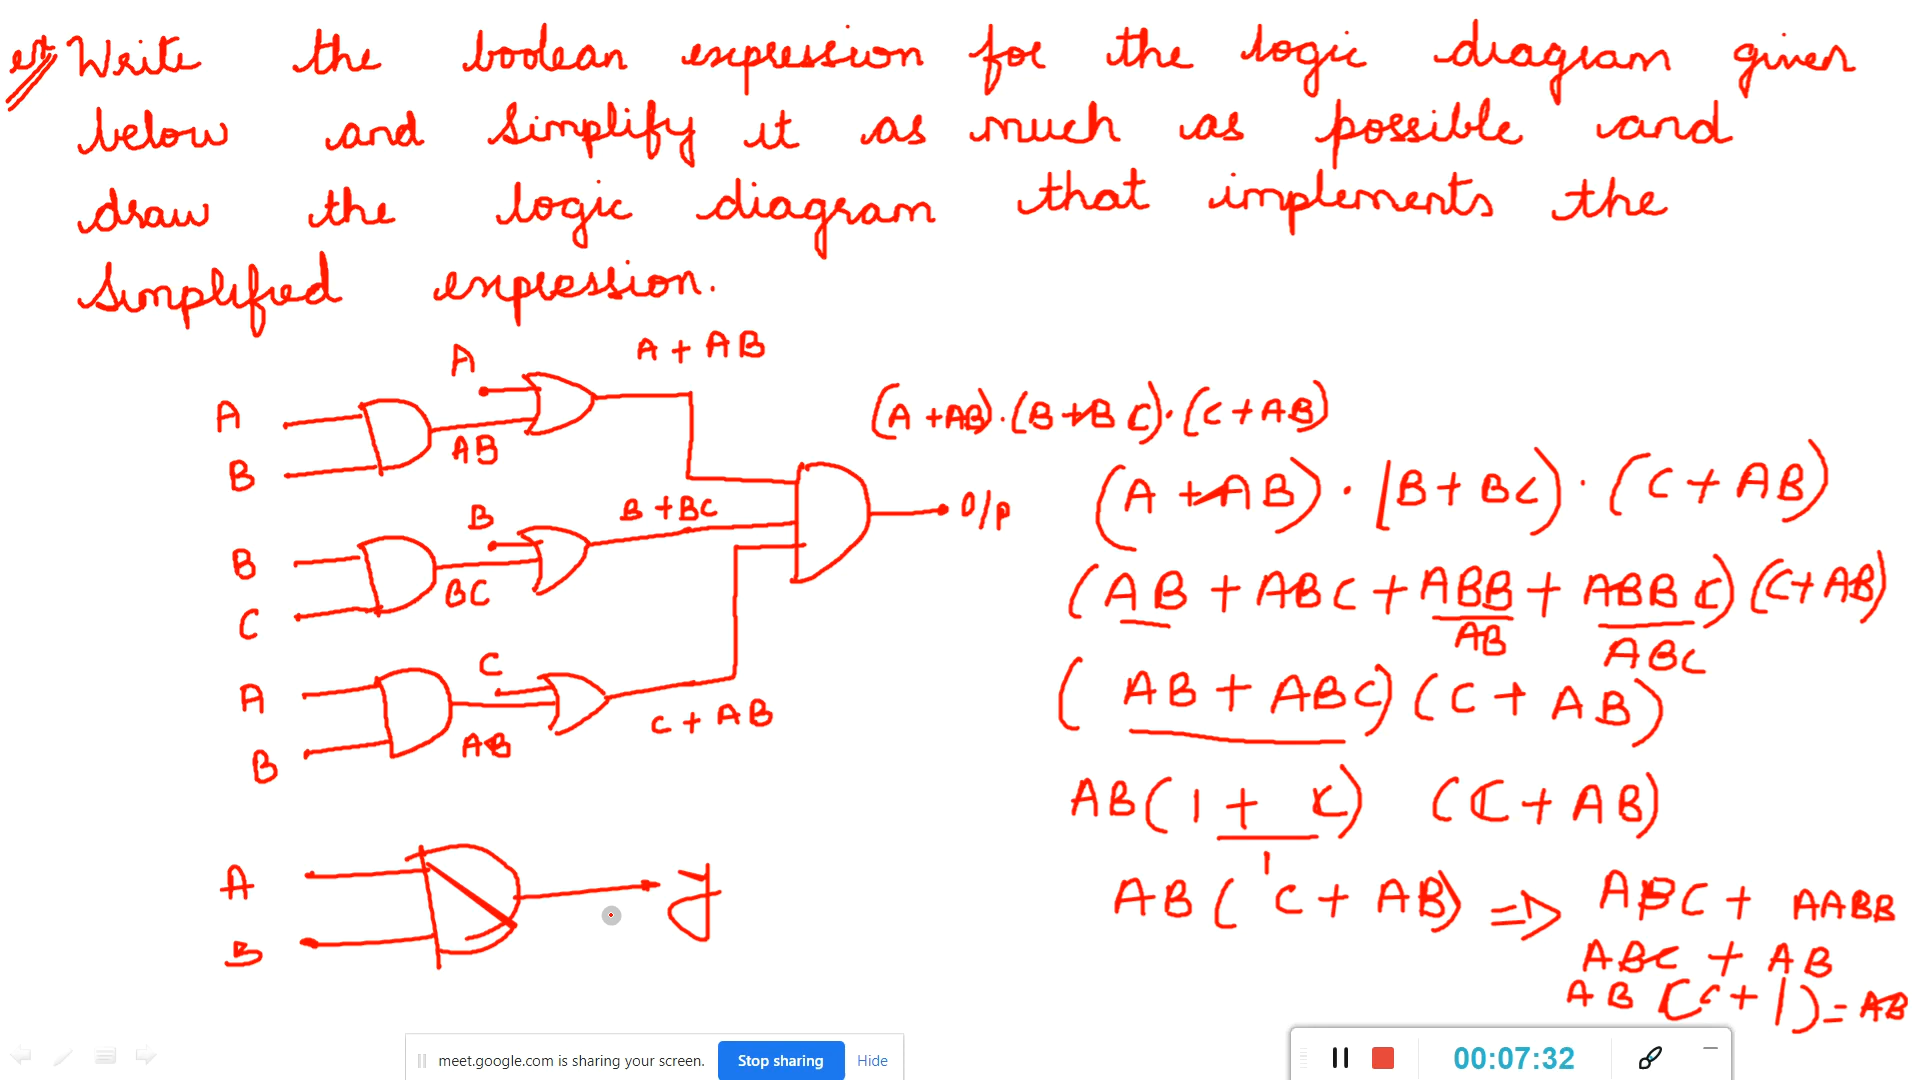 ex Write the boolean expression for the logic diagram given
below and simplify it as much as possible and
draw the logic diagram that implements the
simplified expression.
A
A + AB
A
B
AB
(A + AB) . (B + BC) . (C + AB)
B
B + BC
O/P
B
C
BC
C
A
B
AB
C + AB
(A + AB) . (B + BC) . (C + AB)
(AB + ABC + ABB + ABBC) (C + AB)
AB
ABC
(AB + ABC) (C + AB)
AB (1 + C) (C + AB)
1
AB (C + AB) => ABC + AABB
ABC + AB
AB (C + 1) = AB
A
B
y
meet.google.com is sharing your screen. Stop sharing Hide
00:07:32